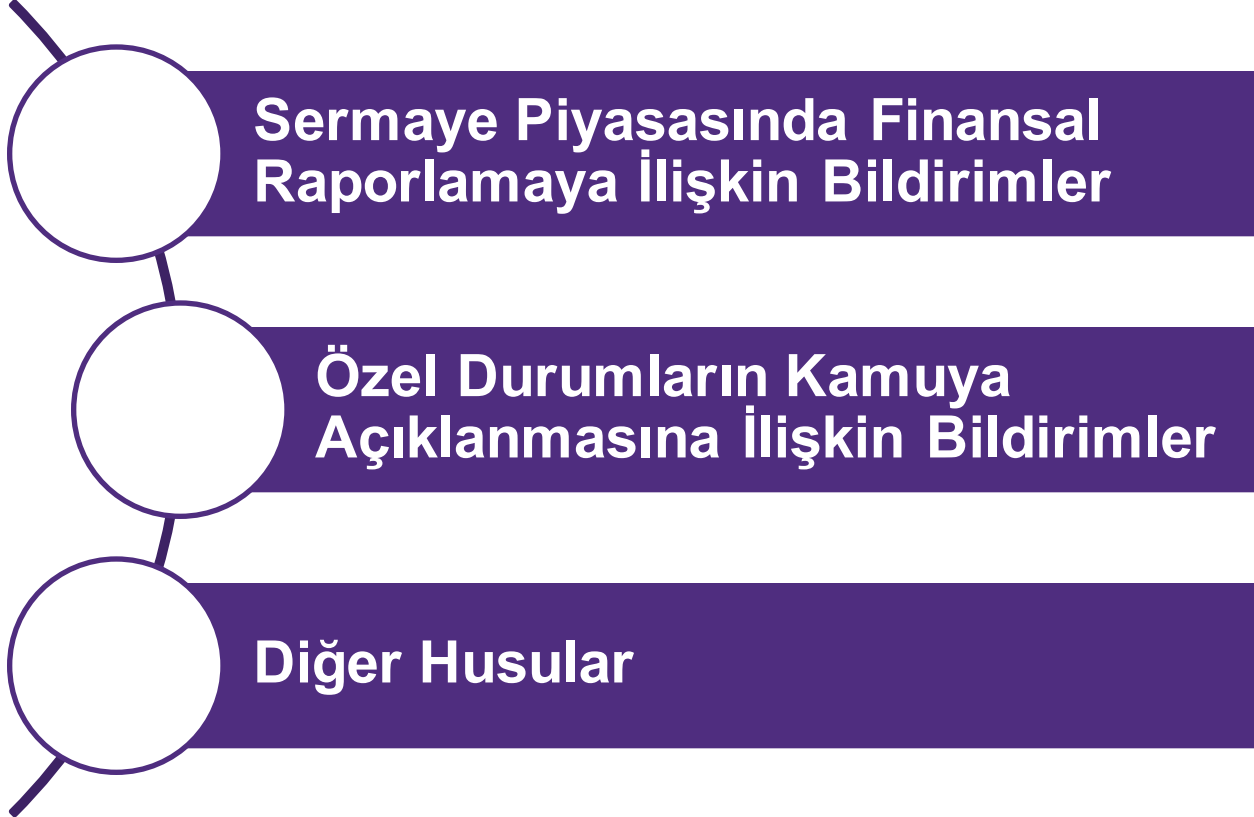 Sermaye Piyasasında Finansal
Raporlamaya İlişkin Bildirimler
Özel Durumların Kamuya
Açıklanmasına İlişkin Bildirimler
Diğer Husular